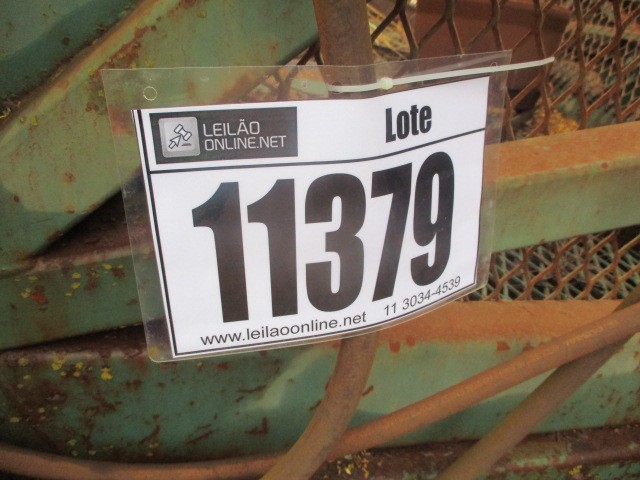 LEILÃO
ONLINE.NET
Lote
11379
www.leilaoonline.net 11 3034-4539